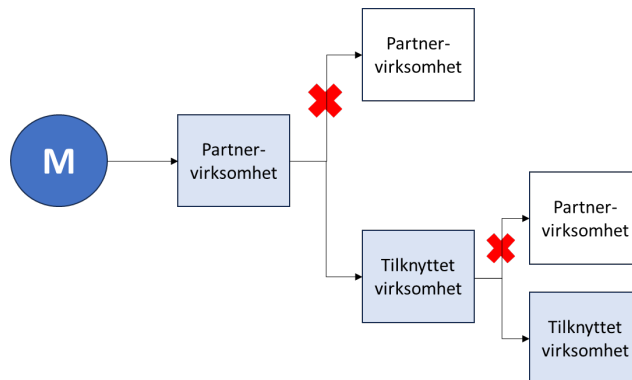 Partner-
virksomhet
M
Partner-
virksomhet
Partner-
virksomhet
Tilknyttet
virksomhet
Tilknyttet
virksomhet